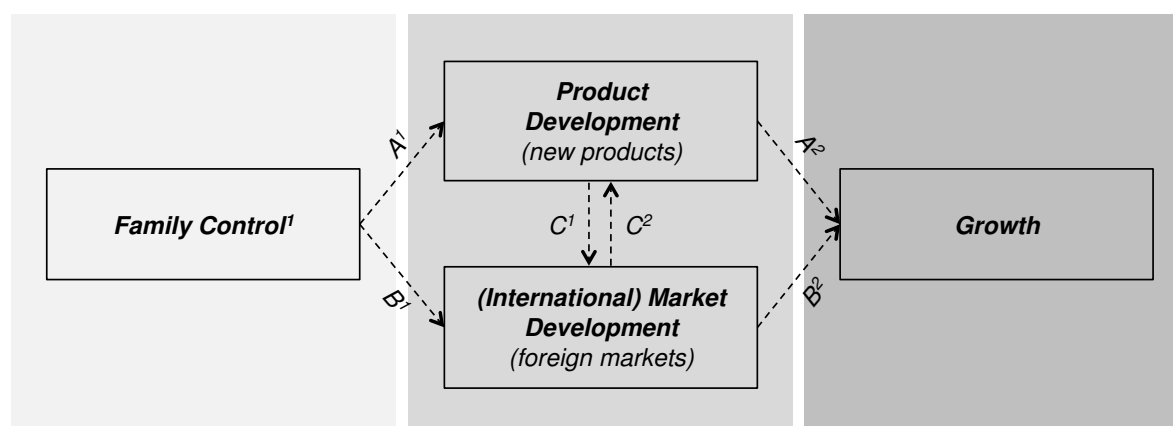 Product
Development
(new products)
A¹
A²
Family Control¹
C¹
C²
Growth
B¹
(International) Market
Development
(foreign markets)
B²